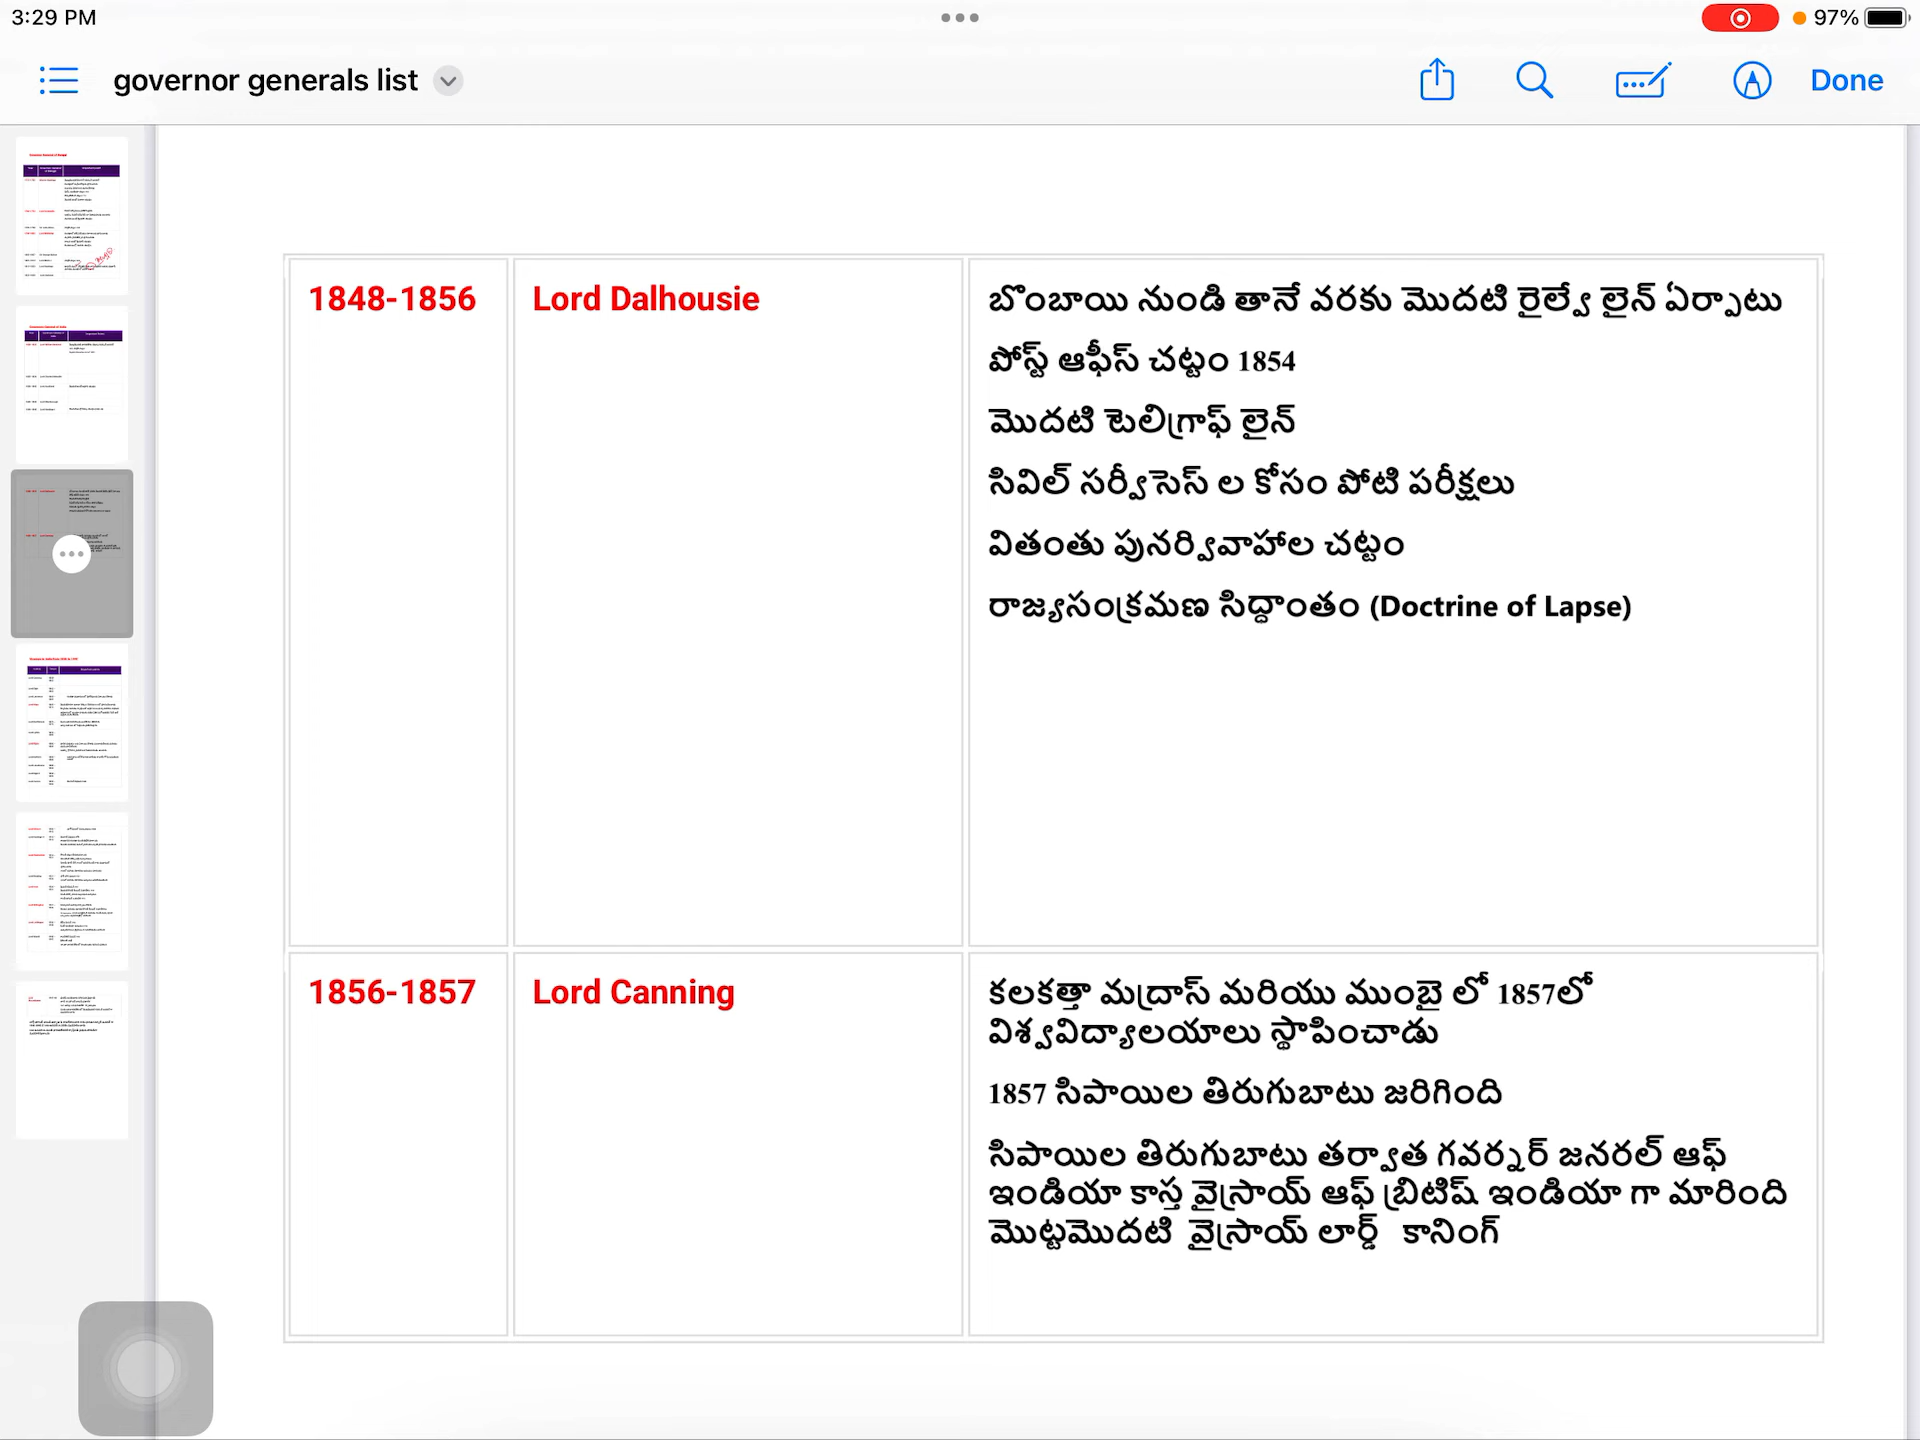 3:29 PM
97%
governor generals list
Done
1848-1856
Lord Dalhousie
బొంబాయి నుండి తానే వరకు మొదటి రైల్వే లైన్ ఏర్పాటు
పోస్ట్ ఆఫీస్ చట్టం 1854
మొదటి టెలిగ్రాఫ్ లైన్
సివిల్ సర్వీసెస్ ల కోసం పోటి పరీక్షలు
వితంతు పునర్వివాహాల చట్టం
రాజ్యసంక్రమణ సిద్ధాంతం (Doctrine of Lapse)
1856-1857
Lord Canning
కలకత్తా మద్రాస్ మరియు ముంబై లో 1857లో
విశ్వవిద్యాలయాలు స్థాపించాడు
1857 సిపాయిల తిరుగుబాటు జరిగింది
సిపాయిల తిరుగుబాటు తర్వాత గవర్నర్ జనరల్ ఆఫ్
ఇండియా కాస్త వైస్రాయ్ ఆఫ్ బ్రిటిష్ ఇండియా గా మారింది
మొట్టమొదటి వైస్రాయ్ లార్డ్ కానింగ్